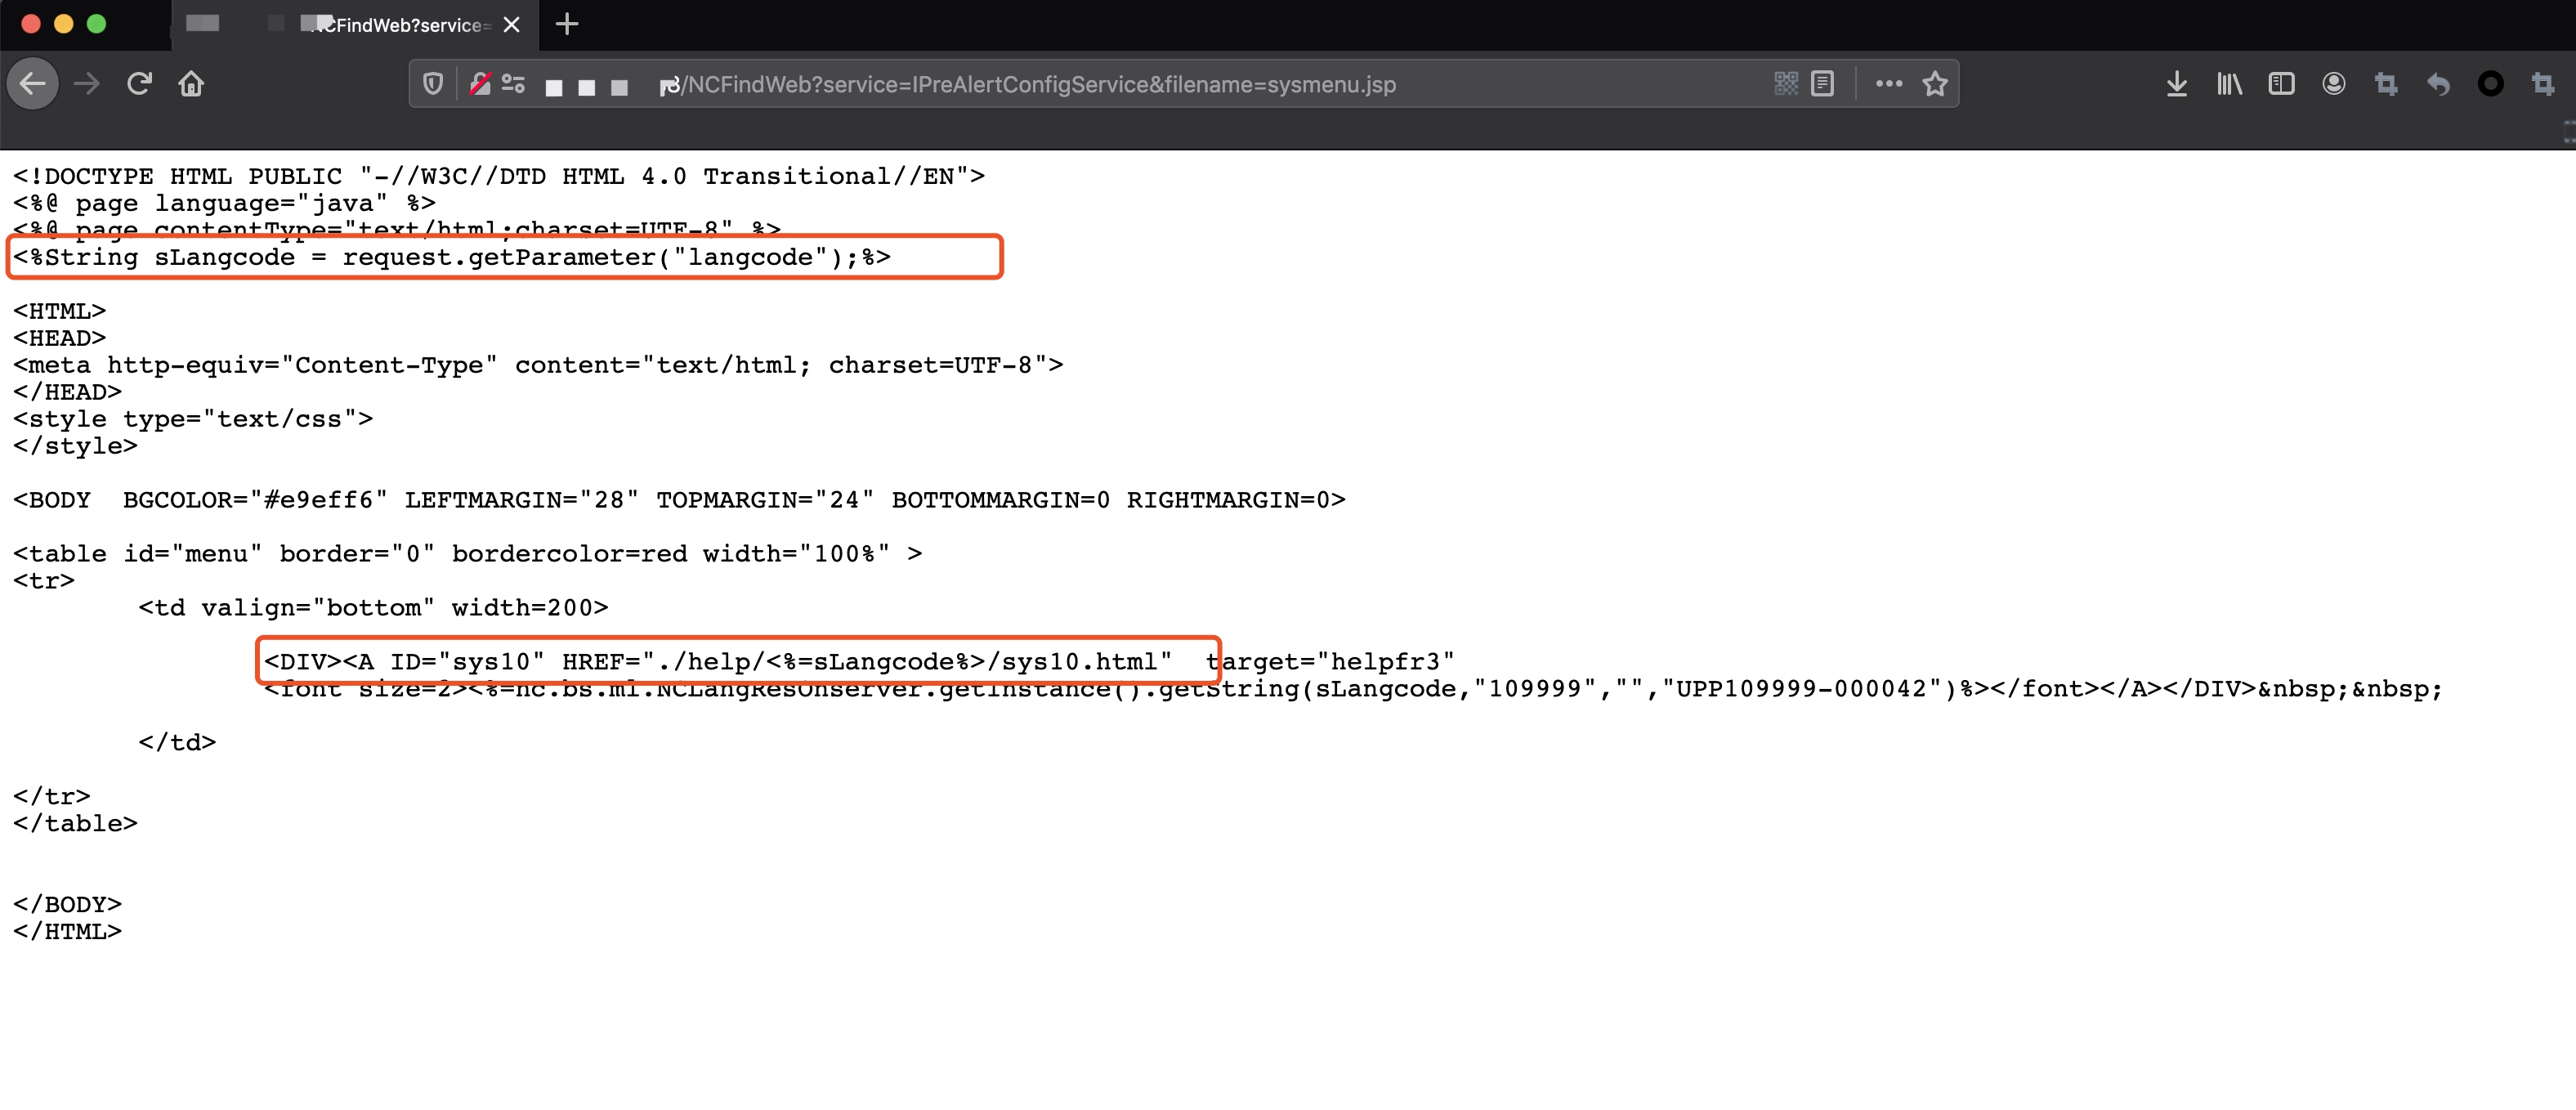 CFindWeb?service=
/NCFindWeb?service=IPreAlertConfigService&filename=sysmenu.jsp
<!DOCTYPE HTML PUBLIC "-//W3C//DTD HTML 4.0 Transitional//EN">
<%@ page language="java" %>
<%@ page contentType="text/html;charset=UTF-8" %>
<%String sLangcode = request.getParameter("langcode");%>
<HTML>
<HEAD>
<meta http-equiv="Content-Type" content="text/html; charset=UTF-8">
</HEAD>
<style type="text/css">
</style>
<BODY  BGCOLOR="#e9eff6" LEFTMARGIN="28" TOPMARGIN="24" BOTTOMMARGIN=0 RIGHTMARGIN=0>
<table id="menu" border="0" bordercolor=red width="100%" >
<tr>
<td valign="bottom" width=200>
<DIV><A ID="sys10" HREF="./help/<%=sLangcode%>/sys10.html"  target="helpfr3"
<font size=2><%=nc.bs.ml.NCLangResOnserver.getInstance().getString(sLangcode,"109999","","UPP109999-000042")%></font></A></DIV>&nbsp;&nbsp;
</td>
</tr>
</table>
</BODY>
</HTML>